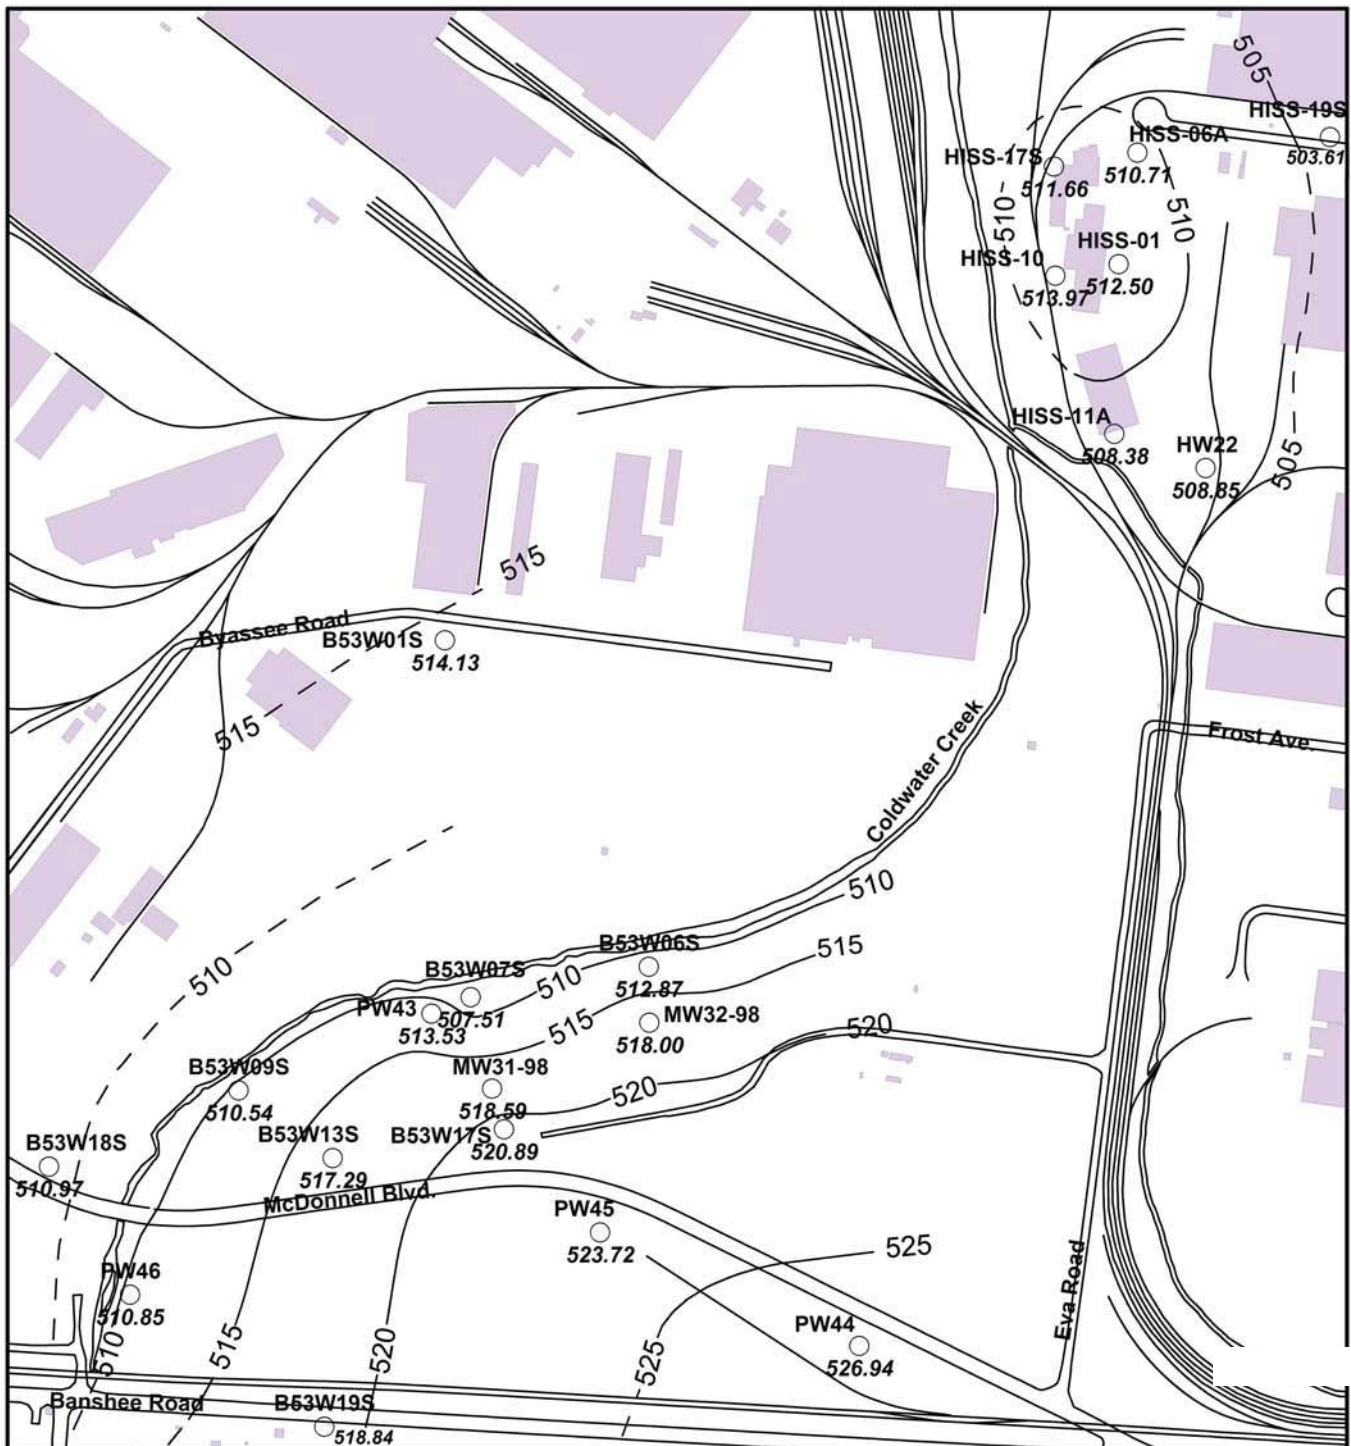 505
HISS-19S
503.61
HISS-06A
510.71
HISS-17S
511.66
510
510
HISS-01
512.50
HISS-10
513.97
HISS-11A
508.38
HW22
508.85
505
515
Byassee Road
B53W01S
514.13
515
Frost Ave.
Coldwater Creek
510
510
B53W06S
512.87
515
B53W07S
507.51
510
PW43
513.53
515
MW32-98
518.00
520
B53W09S
510.54
MW31-98
518.59
520
B53W18S
510.97
B53W13S
517.29
B53W17S
520.89
McDonnell Blvd.
PW45
523.72
525
Eva Road
PW46
510.85
510
515
520
525
PW44
526.94
Banshee Road
B53W19S
518.84